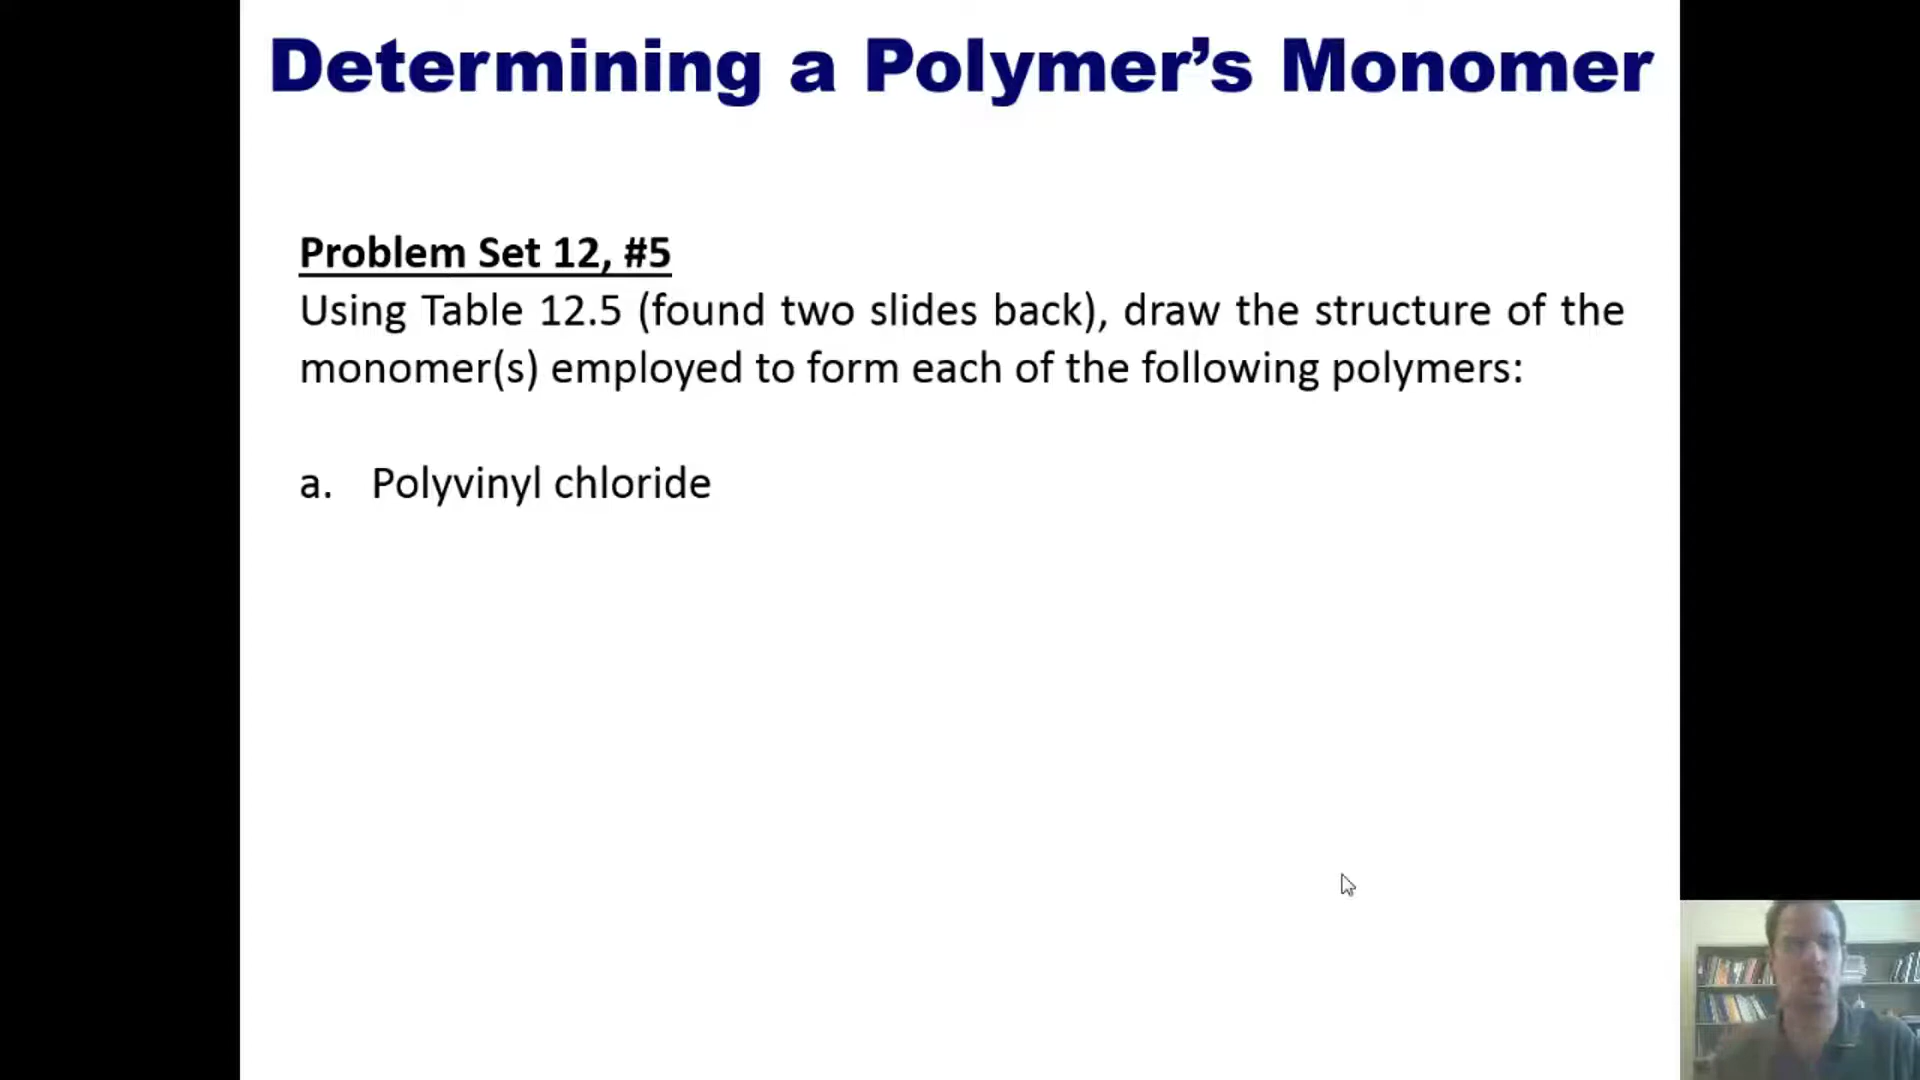 Determining a Polymer’s Monomer
Problem Set 12, #5
Using Table 12.5 (found two slides back), draw the structure of the
monomer(s) employed to form each of the following polymers:
a. Polyvinyl chloride